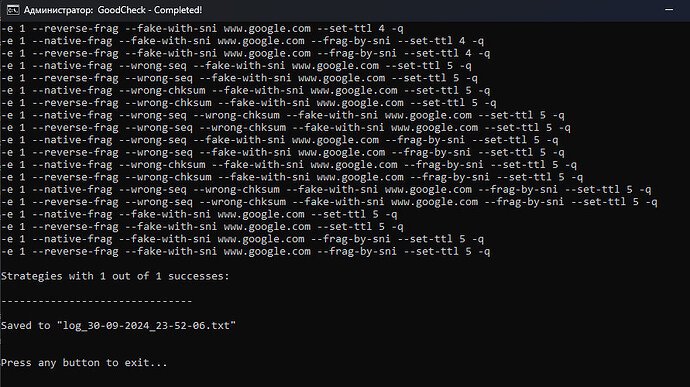 Администратор: GoodCheck - Completed!
-e 1 --reverse-frag --fake-with-sni www.google.com --set-ttl 4 -q
-e 1 --native-frag --fake-with-sni www.google.com --frag-by-sni --set-ttl 4 -q
-e 1 --reverse-frag --fake-with-sni www.google.com --frag-by-sni --set-ttl 4 -q
-e 1 --native-frag --wrong-seq --fake-with-sni www.google.com --set-ttl 5 -q
-e 1 --reverse-frag --wrong-seq --fake-with-sni www.google.com --set-ttl 5 -q
-e 1 --native-frag --wrong-chksum --fake-with-sni www.google.com --set-ttl 5 -q
-e 1 --reverse-frag --wrong-chksum --fake-with-sni www.google.com --set-ttl 5 -q
-e 1 --native-frag --wrong-seq --wrong-chksum --fake-with-sni www.google.com --set-ttl 5 -q
-e 1 --reverse-frag --wrong-seq --wrong-chksum --fake-with-sni www.google.com --set-ttl 5 -q
-e 1 --native-frag --wrong-seq --fake-with-sni www.google.com --frag-by-sni --set-ttl 5 -q
-e 1 --reverse-frag --wrong-seq --fake-with-sni www.google.com --frag-by-sni --set-ttl 5 -q
-e 1 --native-frag --wrong-chksum --fake-with-sni www.google.com --frag-by-sni --set-ttl 5 -q
-e 1 --reverse-frag --wrong-chksum --fake-with-sni www.google.com --frag-by-sni --set-ttl 5 -q
-e 1 --native-frag --wrong-seq --wrong-chksum --fake-with-sni www.google.com --frag-by-sni --set-ttl 5 -q
-e 1 --reverse-frag --wrong-seq --wrong-chksum --fake-with-sni www.google.com --frag-by-sni --set-ttl 5 -q
-e 1 --native-frag --fake-with-sni www.google.com --set-ttl 5 -q
-e 1 --reverse-frag --fake-with-sni www.google.com --set-ttl 5 -q
-e 1 --native-frag --fake-with-sni www.google.com --frag-by-sni --set-ttl 5 -q
-e 1 --reverse-frag --fake-with-sni www.google.com --frag-by-sni --set-ttl 5 -q
Strategies with 1 out of 1 successes:
-------------------------------
Saved to "log_30-09-2024_23-52-06.txt"
Press any button to exit...